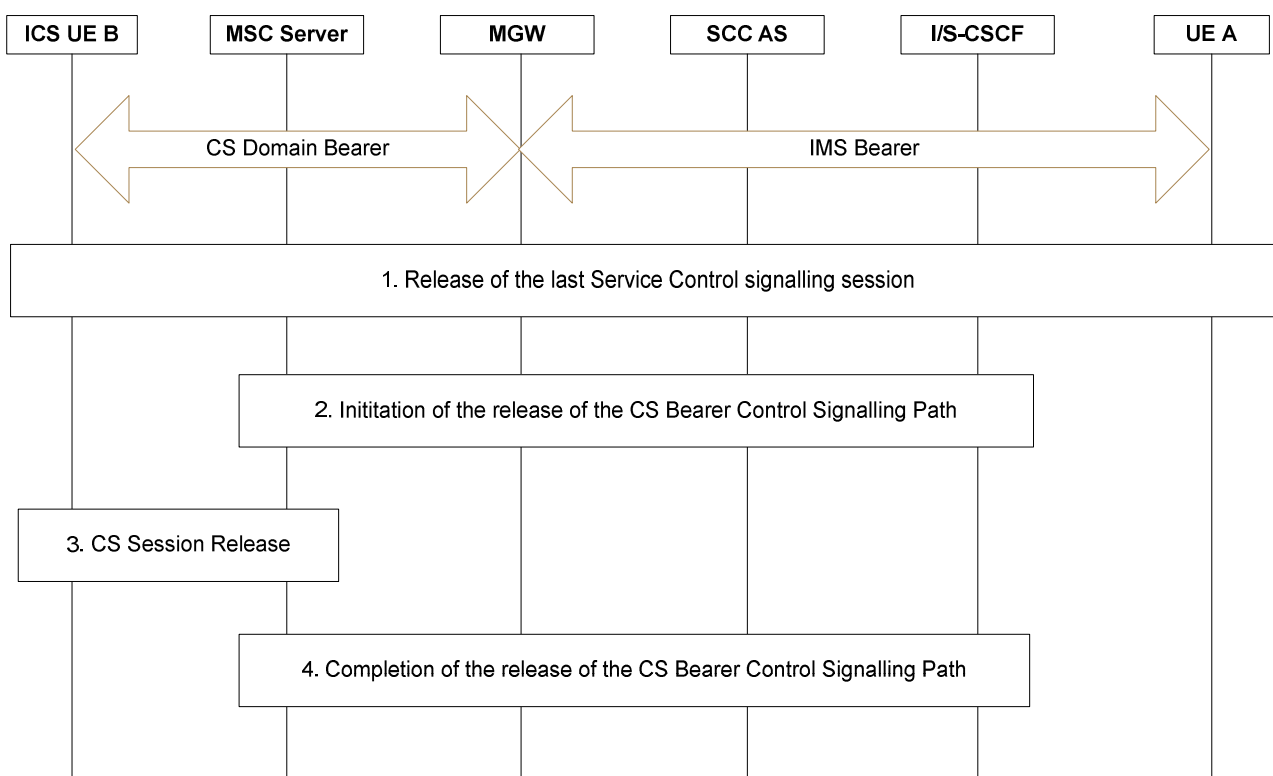 ICS UE B
MSC Server
MGW
SCC AS
I/S-CSCF
UE A
CS Domain Bearer
IMS Bearer
1. Release of the last Service Control signalling session
2. Inititation of the release of the CS Bearer Control Signalling Path
3. CS Session Release
4. Completion of the release of the CS Bearer Control Signalling Path